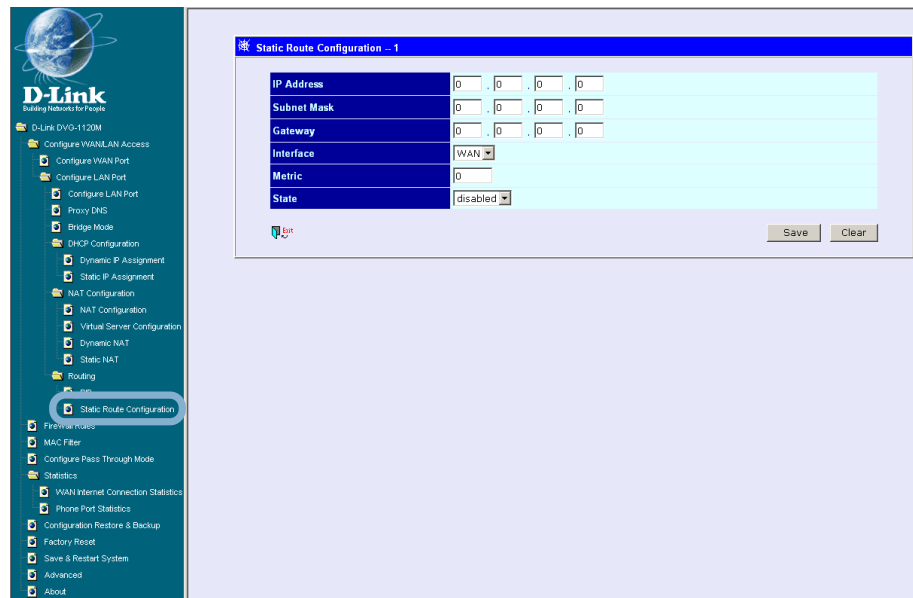 D-Link
Building Networks for People
D-Link DVG-1120M
Configure WAN/LAN Access
Configure WAN Port
Configure LAN Port
Configure LAN Port
Proxy DNS
Bridge Mode
DHCP Configuration
Dynamic IP Assignment
Static IP Assignment
NAT Configuration
NAT Configuration
Virtual Server Configuration
Dynamic NAT
Static NAT
Routing
RIP
Static Route Configuration
Firewall Rules
MAC Filter
Configure Pass Through Mode
Statistics
WAN Internet Connection Statistics
Phone Port Statistics
Configuration Restore & Backup
Factory Reset
Save & Restart System
Advanced
About
Static Route Configuration -- 1
IP Address 0 . 0 . 0 . 0
Subnet Mask 0 . 0 . 0 . 0
Gateway 0 . 0 . 0 . 0
Interface WAN
Metric 0
State disabled
Exit Save Clear